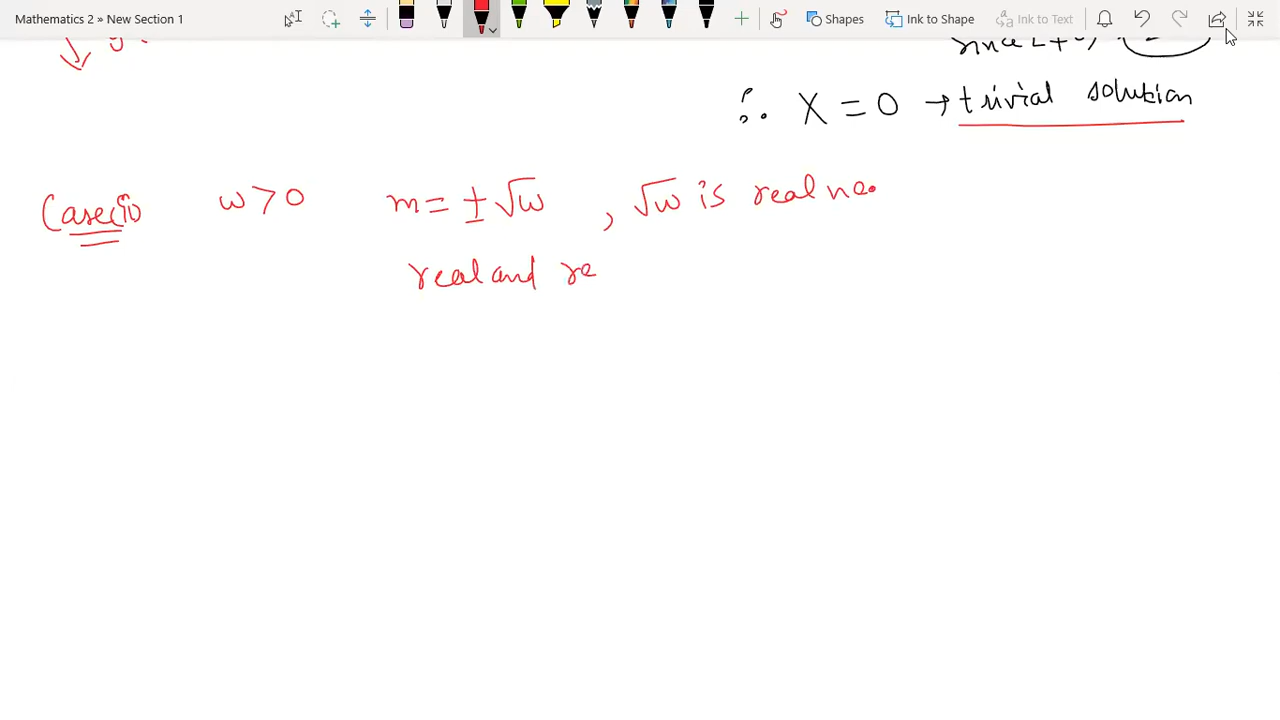 Mathematics 2 » New Section 1
Shapes
Ink to Shape
Ink to Text
∴ X = 0 → trivial solution
Case(ii) w > 0 m = ± √w , √w is real no.
real and re